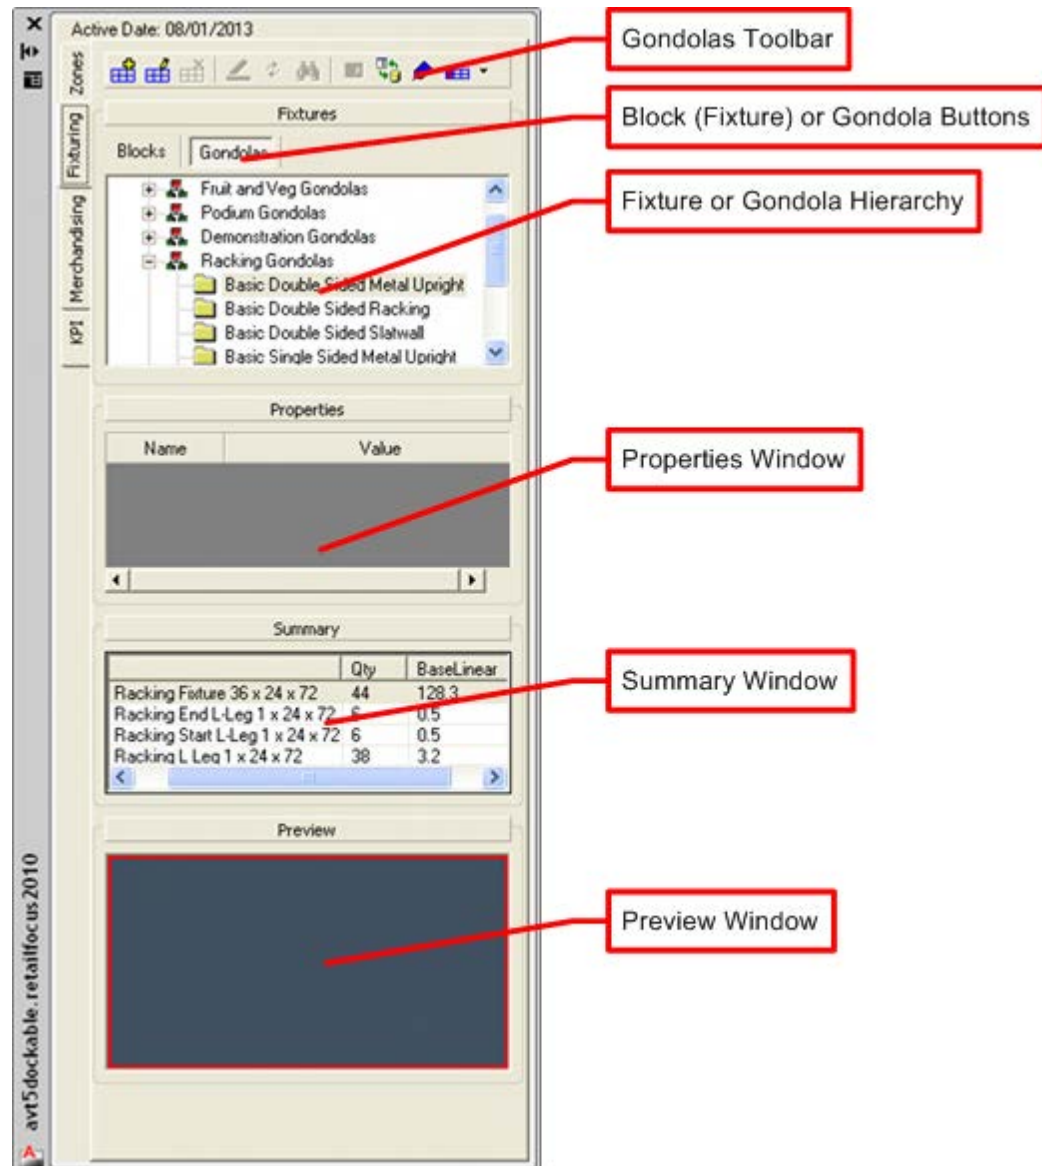 Active Date: 08/01/2013
Gondolas Toolbar
Zones
Fixturing
Merchandising
KPI
Fixtures
Block (Fixture) or Gondola Buttons
Blocks Gondolas
Fixture or Gondola Hierarchy
Fruit and Veg Gondolas
Podium Gondolas
Demonstration Gondolas
Racking Gondolas
Basic Double Sided Metal Upright
Basic Double Sided Racking
Basic Double Sided Slatwall
Basic Single Sided Metal Upright
Properties
Name Value
Properties Window
Summary
Qty BaseLinear
Racking Fixture 36 x 24 x 72 44 128.3
Racking End L-Leg 1 x 24 x 72 6 0.5
Racking Start L-Leg 1 x 24 x 72 6 0.5
Racking L Leg 1 x 24 x 72 38 3.2
Summary Window
Preview
Preview Window
avt5dockable.retailfocus2010